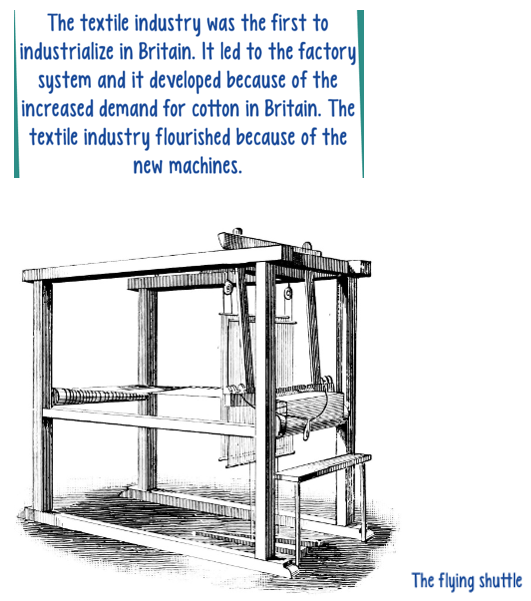 The textile industry was the first to
industrialize in Britain. It led to the factory
system and it developed because of the
increased demand for cotton in Britain. The
textile industry flourished because of the
new machines.
The flying shuttle